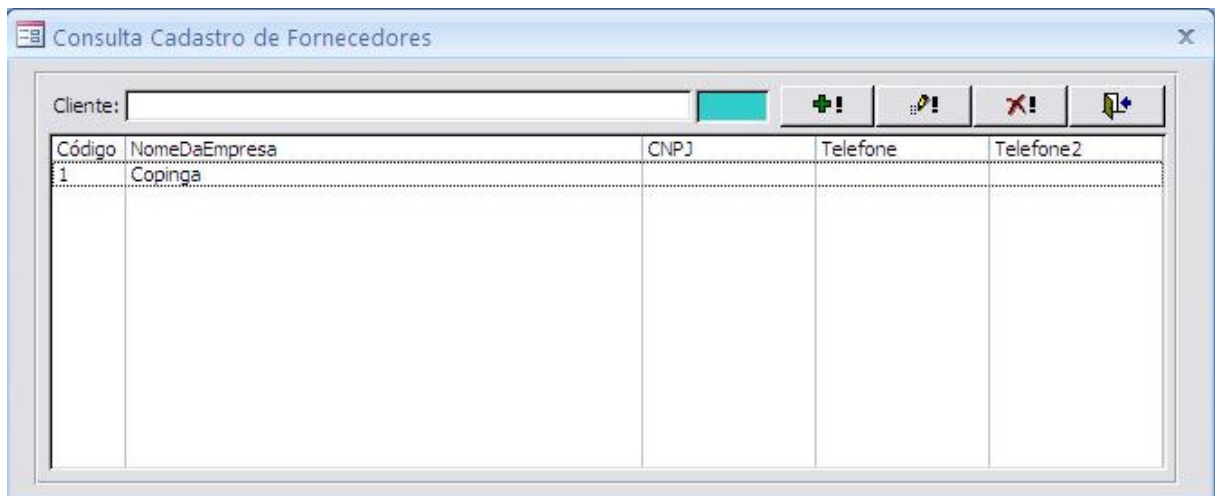 Consulta Cadastro de Fornecedores
Cliente:
Código NomeDaEmpresa CNPJ Telefone Telefone2
1 Copinga